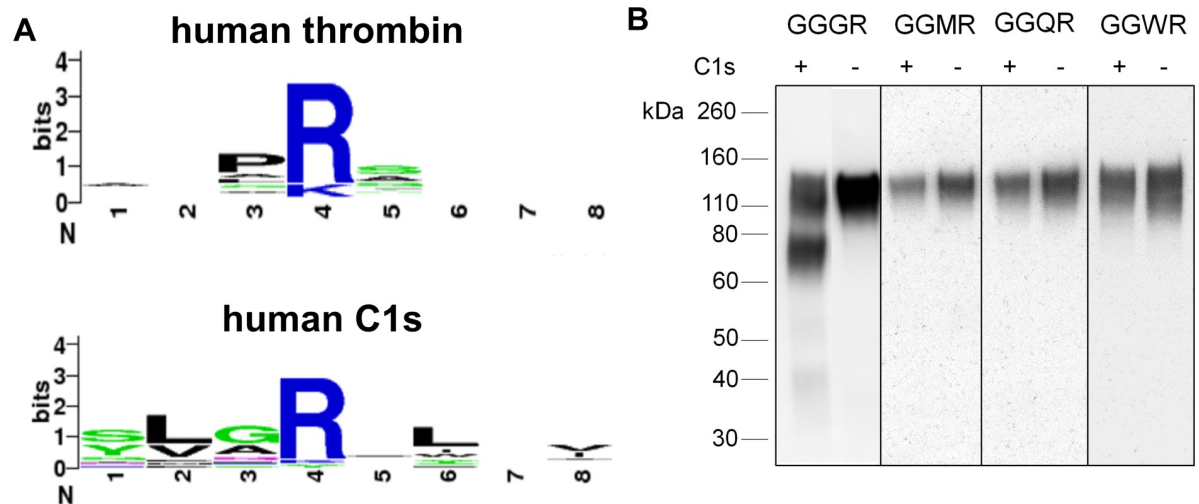 A
human thrombin
bits
4
3
2
1
0
P
R
K
S
1 2 3 4 5 6 7 8
N
human C1s
bits
4
3
2
1
0
S Y
L V
G A
R
L
V
1 2 3 4 5 6 7 8
N
B
GGGR GGMR GGQR GGWR
C1s + - + - + - + -
kDa 260
160
110
80
60
50
40
30